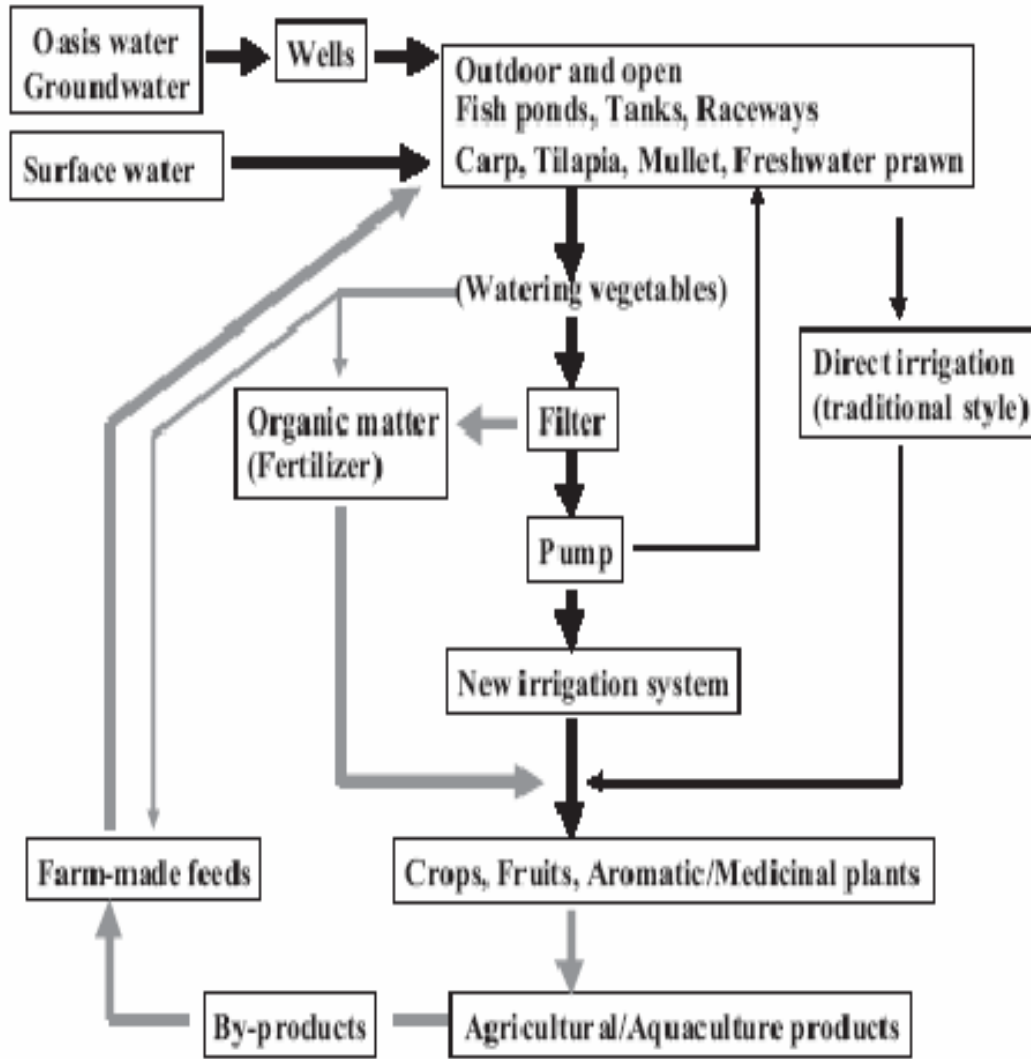 Oasis water
Groundwater
Wells
Outdoor and open
Fish ponds, Tanks, Raceways
Carp, Tilapia, Mullet, Freshwater prawn
Surface water
(Watering vegetables)
Direct irrigation
(traditional style)
Organic matter
(Fertilizer)
Filter
Pump
New irrigation system
Farm-made feeds
Crops, Fruits, Aromatic/Medicinal plants
By-products
Agricultural/Aquaculture products